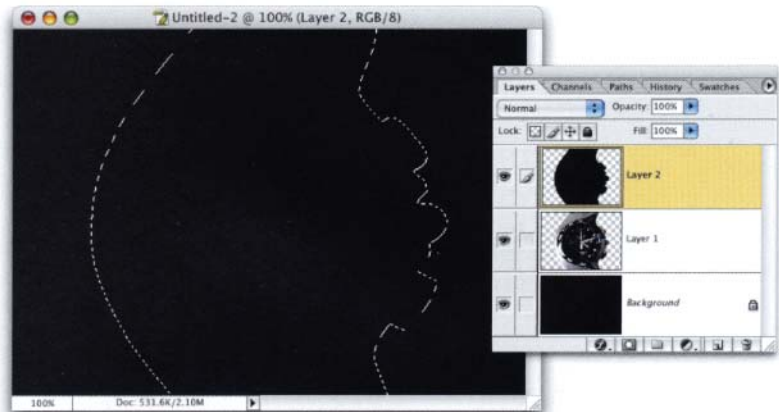 Untitled-2 @ 100% (Layer 2, RGB/8)
Layers Channels Paths History Swatches
Normal Opacity: 100%
Lock: Fill: 100%
Layer 2
Layer 1
Background
100% Doc: 531.6K/2.10M